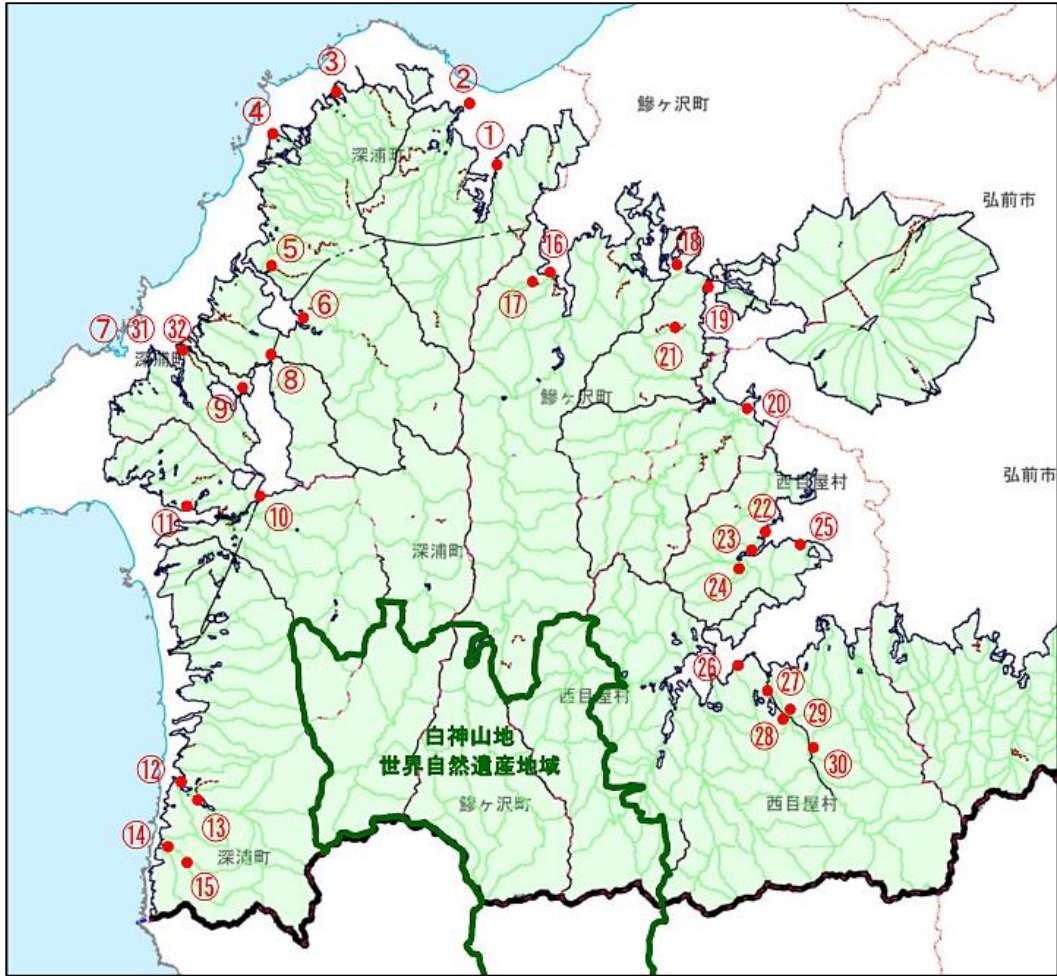 ③
②
④
①
鰺ヶ沢町
深浦町
弘前市
⑤
⑯
⑱
⑰
⑥
⑲
㉑
⑦ ㉛ ㉜
深浦町
⑧
⑨
鰺ヶ沢町
⑳
西目屋村
弘前市
⑪
⑩
㉒
㉕
㉓
深浦町
㉔
㉖
西目屋村
㉗
㉙
㉘
白神山地
世界自然遺産地域
㉚
⑫
鰺ヶ沢町
西目屋村
⑬
⑭
深浦町
⑮